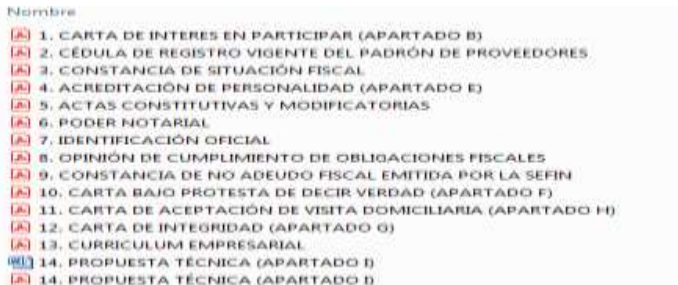 Nombre
1. CARTA DE INTERES EN PARTICIPAR (APARTADO B)
2. CÉDULA DE REGISTRO VIGENTE DEL PADRÓN DE PROVEEDORES
3. CONSTANCIA DE SITUACIÓN FISCAL
4. ACREDITACIÓN DE PERSONALIDAD (APARTADO E)
5. ACTAS CONSTITUTIVAS Y MODIFICATORIAS
6. PODER NOTARIAL
7. IDENTIFICACIÓN OFICIAL
8. OPINIÓN DE CUMPLIMIENTO DE OBLIGACIONES FISCALES
9. CONSTANCIA DE NO ADEUDO FISCAL EMITIDA POR LA SEFIN
10. CARTA BAJO PROTESTA DE DECIR VERDAD (APARTADO F)
11. CARTA DE ACEPTACIÓN DE VISITA DOMICILIARIA (APARTADO H)
12. CARTA DE INTEGRIDAD (APARTADO G)
13. CURRICULUM EMPRESARIAL
14. PROPUESTA TÉCNICA (APARTADO I)
14. PROPUESTA TÉCNICA (APARTADO I)